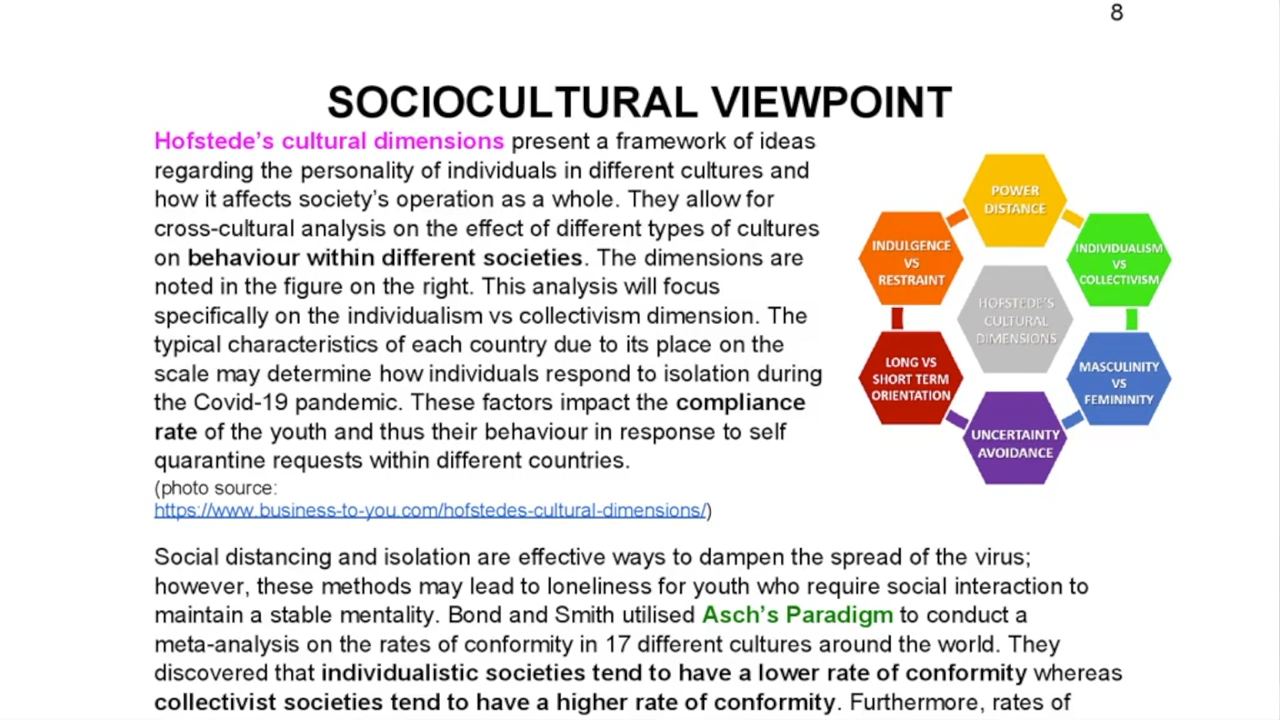 8
SOCIOCULTURAL VIEWPOINT
Hofstede's cultural dimensions present a framework of ideas
regarding the personality of individuals in different cultures and
how it affects society's operation as a whole. They allow for
cross-cultural analysis on the effect of different types of cultures
on behaviour within different societies. The dimensions are
noted in the figure on the right. This analysis will focus
specifically on the individualism vs collectivism dimension. The
typical characteristics of each country due to its place on the
scale may determine how individuals respond to isolation during
the Covid-19 pandemic. These factors impact the compliance
rate of the youth and thus their behaviour in response to self
quarantine requests within different countries.
(photo source:
https://www.business-to-you.com/hofstedes-cultural-dimensions/)
POWER
DISTANCE
INDIVIDUALISM
VS
COLLECTIVISM
MASCULINITY
VS
FEMININITY
UNCERTAINTY
AVOIDANCE
LONG VS
SHORT TERM
ORIENTATION
INDULGENCE
VS
RESTRAINT
HOFSTEDE'S
CULTURAL
DIMENSIONS
Social distancing and isolation are effective ways to dampen the spread of the virus;
however, these methods may lead to loneliness for youth who require social interaction to
maintain a stable mentality. Bond and Smith utilised Asch's Paradigm to conduct a
meta-analysis on the rates of conformity in 17 different cultures around the world. They
discovered that individualistic societies tend to have a lower rate of conformity whereas
collectivist societies tend to have a higher rate of conformity. Furthermore, rates of